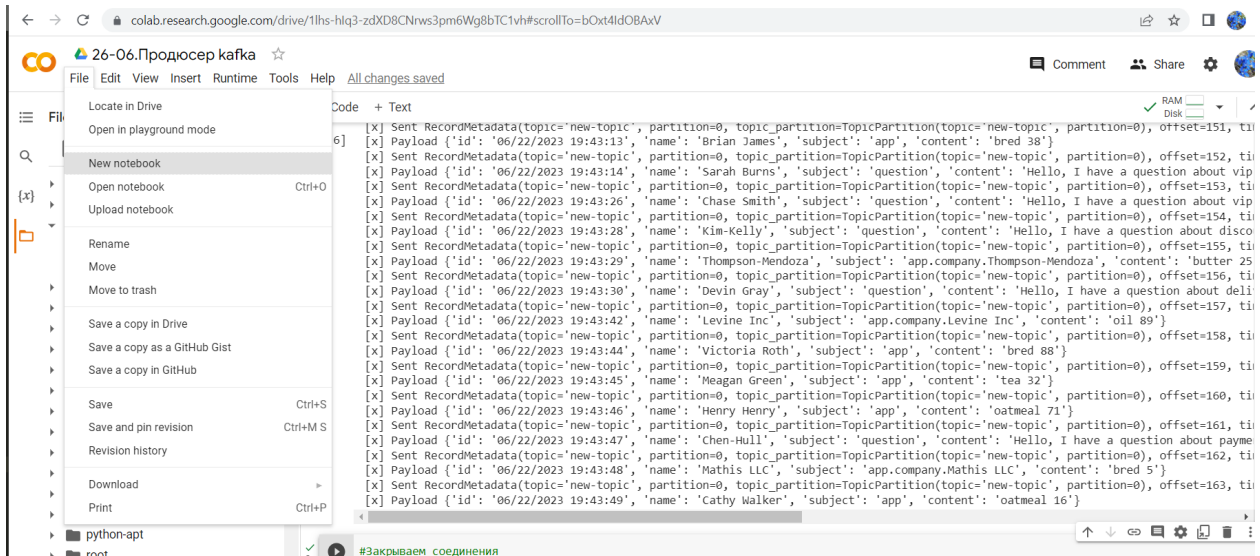 colab.research.google.com/drive/1lhs-hIq3-zdXD8CNrws3pm6Wg8bTC1vh#scrollTo=bOxt4IdOBAxV
26-06.Продюсер kafka
File Edit View Insert Runtime Tools Help All changes saved
Comment Share
Locate in Drive
Open in playground mode
New notebook
Open notebook Ctrl+O
Upload notebook
Rename
Move
Move to trash
Save a copy in Drive
Save a copy as a GitHub Gist
Save a copy in GitHub
Save Ctrl+S
Save and pin revision Ctrl+M S
Revision history
Download
Print Ctrl+P
python-apt
root
{x}
Code + Text
RAM
Disk
6]
[x] Sent RecordMetadata(topic='new-topic', partition=0, topic_partition=TopicPartition(topic='new-topic', partition=0), offset=151, ti
[x] Payload {'id': '06/22/2023 19:43:13', 'name': 'Brian James', 'subject': 'app', 'content': 'bred 38'}
[x] Sent RecordMetadata(topic='new-topic', partition=0, topic_partition=TopicPartition(topic='new-topic', partition=0), offset=152, ti
[x] Payload {'id': '06/22/2023 19:43:14', 'name': 'Sarah Burns', 'subject': 'question', 'content': 'Hello, I have a question about vip
[x] Sent RecordMetadata(topic='new-topic', partition=0, topic_partition=TopicPartition(topic='new-topic', partition=0), offset=153, ti
[x] Payload {'id': '06/22/2023 19:43:26', 'name': 'Chase Smith', 'subject': 'question', 'content': 'Hello, I have a question about vip
[x] Sent RecordMetadata(topic='new-topic', partition=0, topic_partition=TopicPartition(topic='new-topic', partition=0), offset=154, ti
[x] Payload {'id': '06/22/2023 19:43:28', 'name': 'Kim-Kelly', 'subject': 'question', 'content': 'Hello, I have a question about disco
[x] Sent RecordMetadata(topic='new-topic', partition=0, topic_partition=TopicPartition(topic='new-topic', partition=0), offset=155, ti
[x] Payload {'id': '06/22/2023 19:43:29', 'name': 'Thompson-Mendoza', 'subject': 'app.company.Thompson-Mendoza', 'content': 'butter 25
[x] Sent RecordMetadata(topic='new-topic', partition=0, topic_partition=TopicPartition(topic='new-topic', partition=0), offset=156, ti
[x] Payload {'id': '06/22/2023 19:43:30', 'name': 'Devin Gray', 'subject': 'question', 'content': 'Hello, I have a question about deli
[x] Sent RecordMetadata(topic='new-topic', partition=0, topic_partition=TopicPartition(topic='new-topic', partition=0), offset=157, ti
[x] Payload {'id': '06/22/2023 19:43:42', 'name': 'Levine Inc', 'subject': 'app.company.Levine Inc', 'content': 'oil 89'}
[x] Sent RecordMetadata(topic='new-topic', partition=0, topic_partition=TopicPartition(topic='new-topic', partition=0), offset=158, ti
[x] Payload {'id': '06/22/2023 19:43:44', 'name': 'Victoria Roth', 'subject': 'app', 'content': 'bred 88'}
[x] Sent RecordMetadata(topic='new-topic', partition=0, topic_partition=TopicPartition(topic='new-topic', partition=0), offset=159, ti
[x] Payload {'id': '06/22/2023 19:43:45', 'name': 'Meagan Green', 'subject': 'app', 'content': 'tea 32'}
[x] Sent RecordMetadata(topic='new-topic', partition=0, topic_partition=TopicPartition(topic='new-topic', partition=0), offset=160, ti
[x] Payload {'id': '06/22/2023 19:43:46', 'name': 'Henry Henry', 'subject': 'app', 'content': 'oatmeal 71'}
[x] Sent RecordMetadata(topic='new-topic', partition=0, topic_partition=TopicPartition(topic='new-topic', partition=0), offset=161, ti
[x] Payload {'id': '06/22/2023 19:43:47', 'name': 'Chen-Hull', 'subject': 'question', 'content': 'Hello, I have a question about payme
[x] Sent RecordMetadata(topic='new-topic', partition=0, topic_partition=TopicPartition(topic='new-topic', partition=0), offset=162, ti
[x] Payload {'id': '06/22/2023 19:43:48', 'name': 'Mathis LLC', 'subject': 'app.company.Mathis LLC', 'content': 'bred 5'}
[x] Sent RecordMetadata(topic='new-topic', partition=0, topic_partition=TopicPartition(topic='new-topic', partition=0), offset=163, ti
[x] Payload {'id': '06/22/2023 19:43:49', 'name': 'Cathy Walker', 'subject': 'app', 'content': 'oatmeal 16'}
#Закрываем соединения